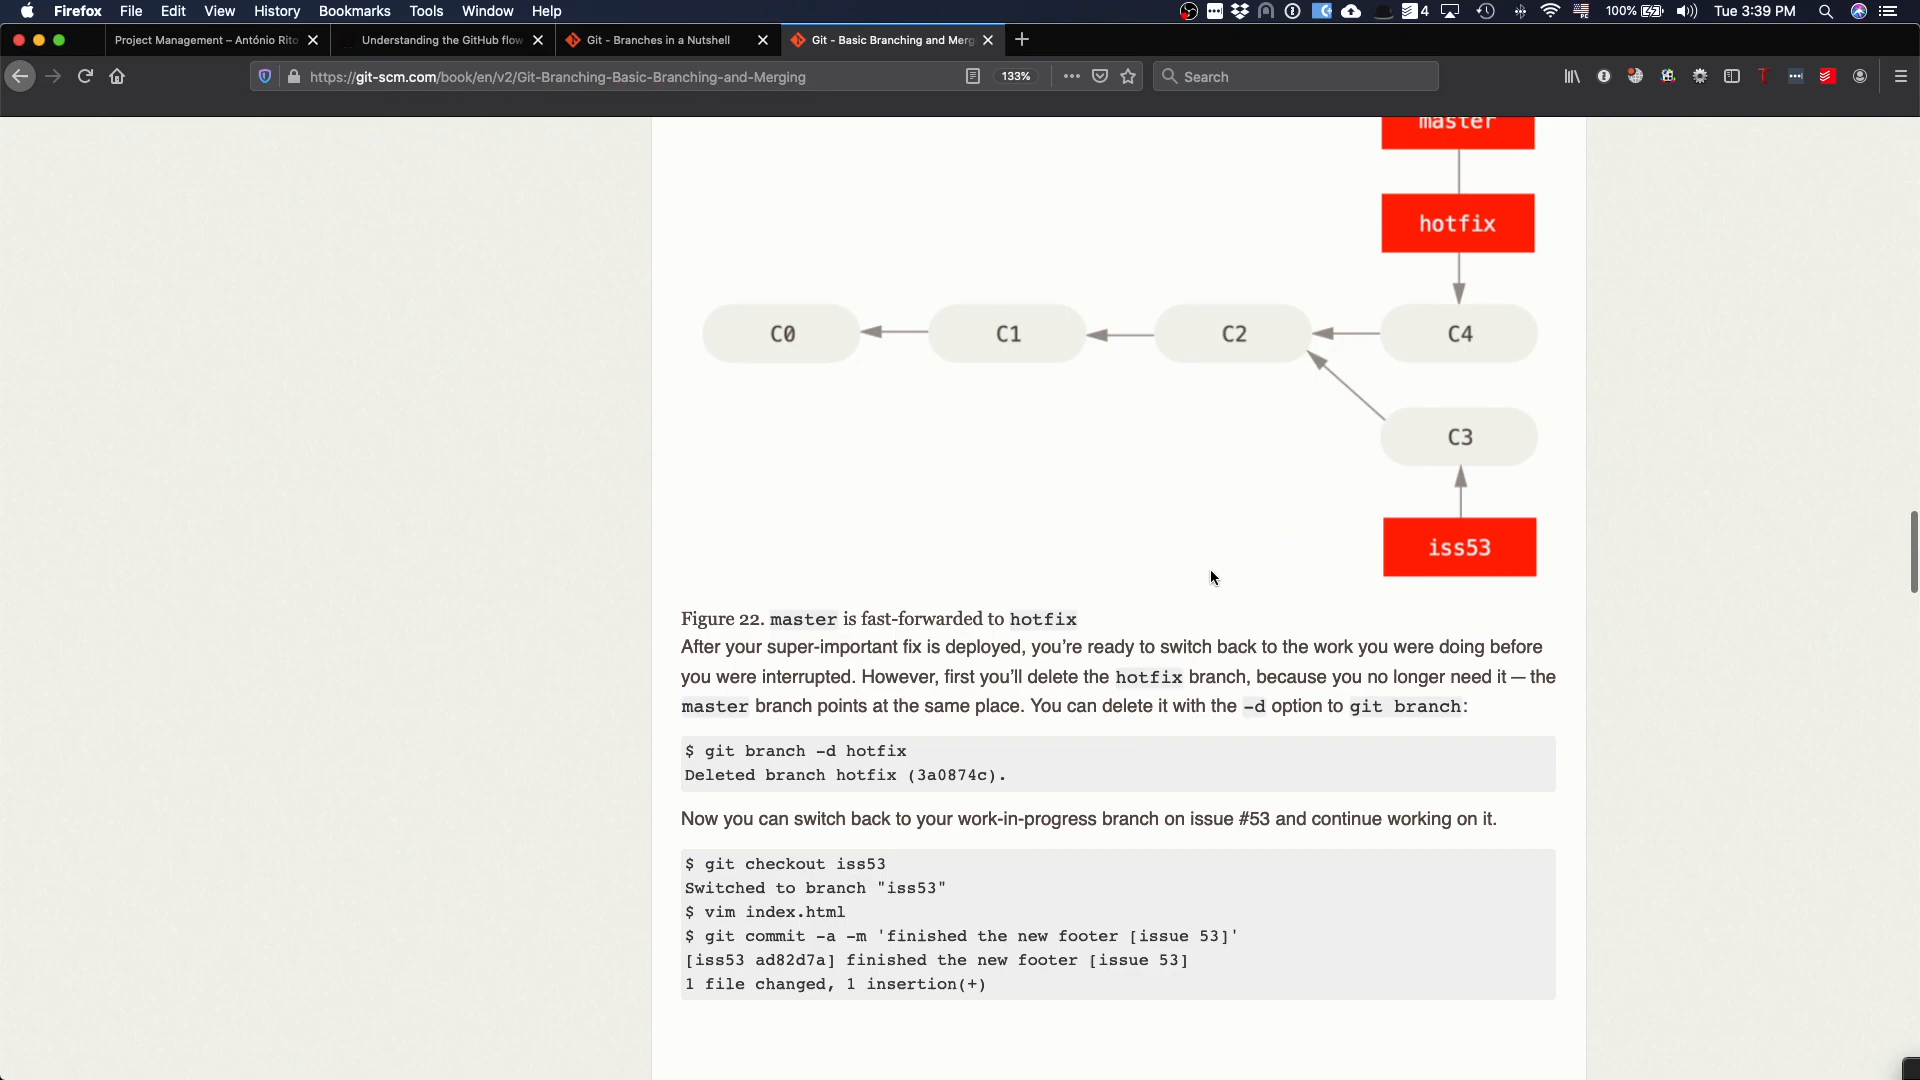 Firefox File Edit View History Bookmarks Tools Window Help 4 100% Tue 3:39 PM
Project Management – António Rito Understanding the GitHub flow Git - Branches in a Nutshell Git - Basic Branching and Merg
https://git-scm.com/book/en/v2/Git-Branching-Basic-Branching-and-Merging 133% Search
master
hotfix
C0 C1 C2 C4
C3
iss53
Figure 22. master is fast-forwarded to hotfix
After your super-important fix is deployed, you’re ready to switch back to the work you were doing before
you were interrupted. However, first you’ll delete the hotfix branch, because you no longer need it — the
master branch points at the same place. You can delete it with the -d option to git branch:
$ git branch -d hotfix
Deleted branch hotfix (3a0874c).
Now you can switch back to your work-in-progress branch on issue #53 and continue working on it.
$ git checkout iss53
Switched to branch "iss53"
$ vim index.html
$ git commit -a -m 'finished the new footer [issue 53]'
[iss53 ad82d7a] finished the new footer [issue 53]
1 file changed, 1 insertion(+)